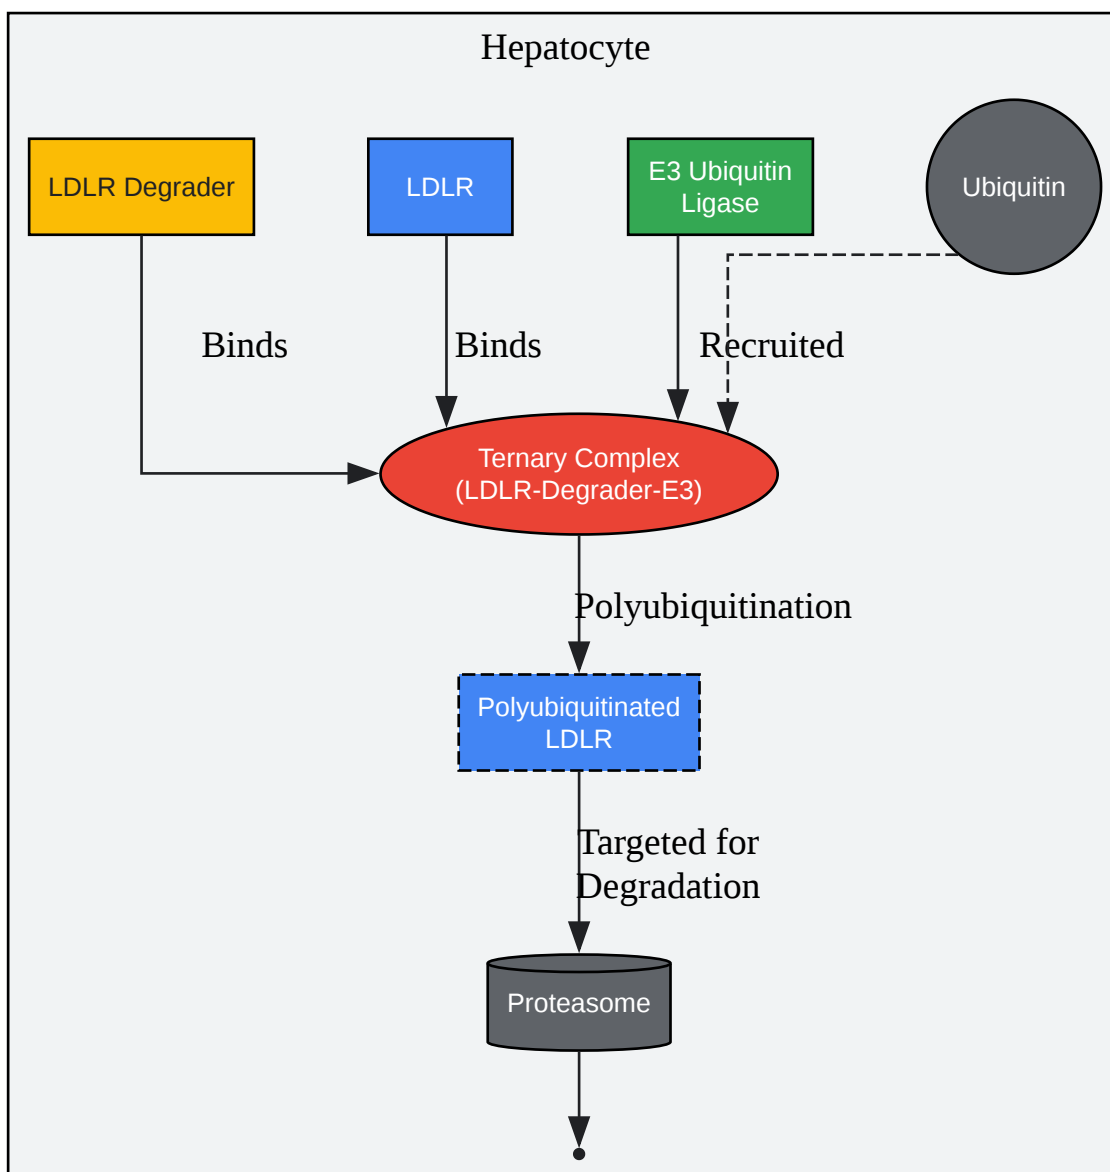 Hepatocyte
LDLR Degrader
LDLR
E3 Ubiquitin
Ligase
Ubiquitin
Binds
Binds
Recruited
Ternary Complex
(LDLR-Degrader-E3)
Polyubiquitination
Polyubiquitinated
LDLR
Targeted for
Degradation
Proteasome